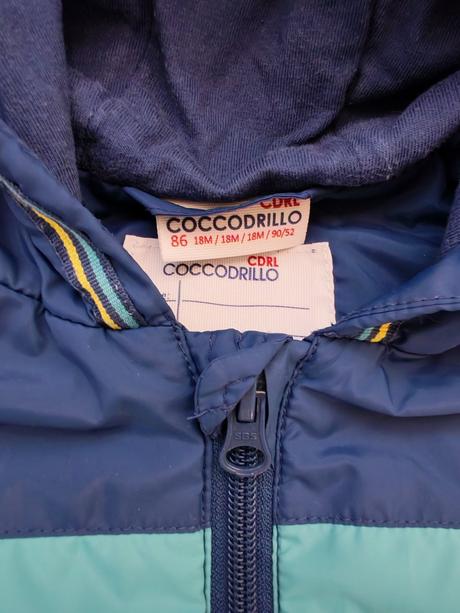 CDRL
COCCODRILLO
86 18M / 18M / 18M / 90/52
CDRL
COCCODRILLO
SBS